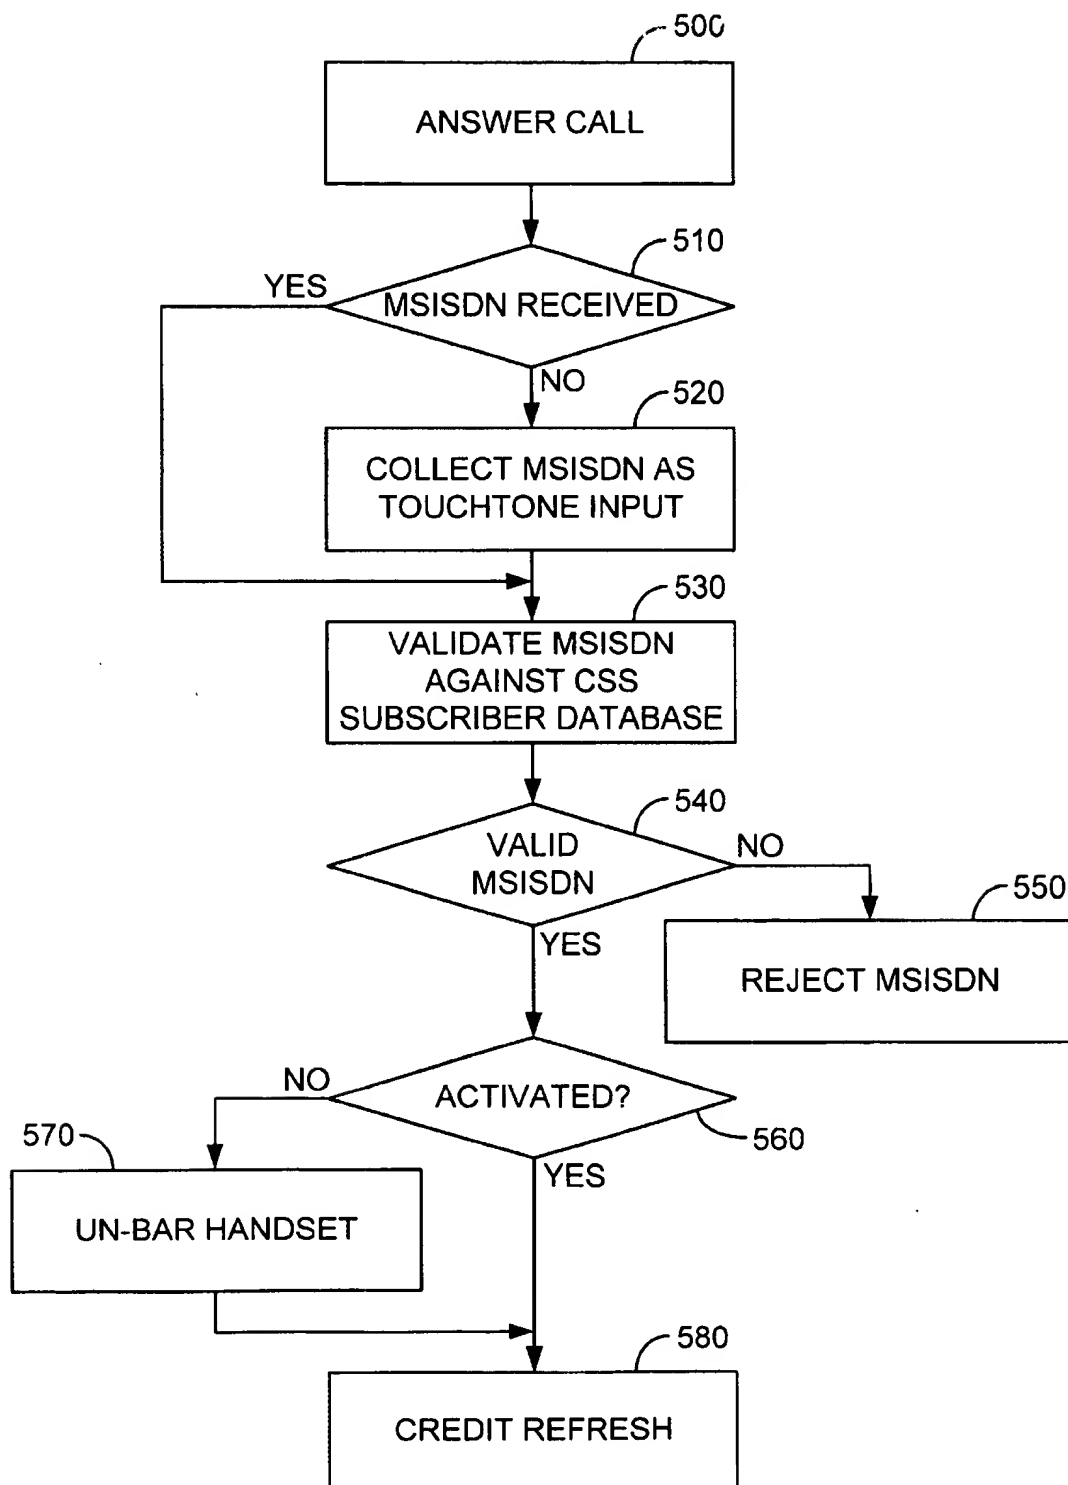 500
ANSWER CALL
510
YES
MSISDN RECEIVED
NO
520
COLLECT MSISDN AS
TOUCHTONE INPUT
530
VALIDATE MSISDN
AGAINST CSS
SUBSCRIBER DATABASE
540
VALID
MSISDN
NO
YES
550
REJECT MSISDN
NO
ACTIVATED?
560
570
YES
UN-BAR HANDSET
580
CREDIT REFRESH